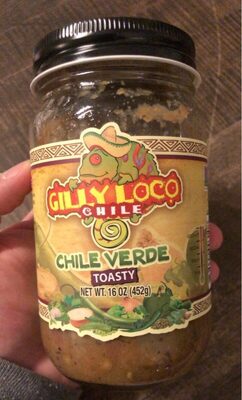 GILLY LOCO
CHILE
CHILE VERDE
TOASTY
NET WT. 16 OZ (452g)